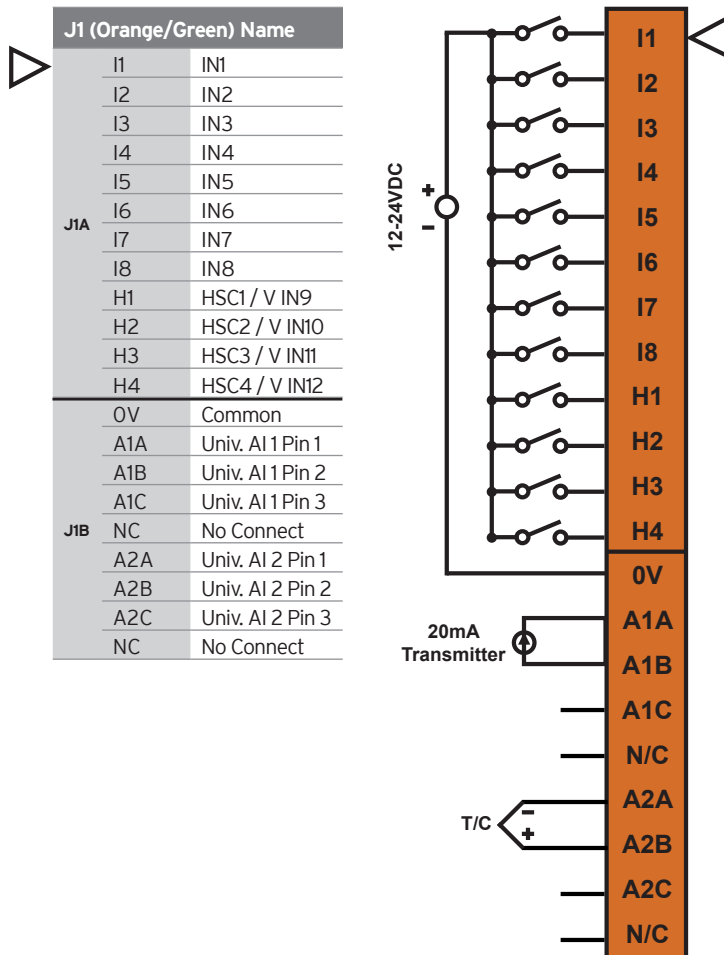 J1 (Orange/Green) Name
J1A
I1 IN1
I2 IN2
I3 IN3
I4 IN4
I5 IN5
I6 IN6
I7 IN7
I8 IN8
H1 HSC1 / V IN9
H2 HSC2 / V IN10
H3 HSC3 / V IN11
H4 HSC4 / V IN12
J1B
0V Common
A1A Univ. AI 1 Pin 1
A1B Univ. AI 1 Pin 2
A1C Univ. AI 1 Pin 3
NC No Connect
A2A Univ. AI 2 Pin 1
A2B Univ. AI 2 Pin 2
A2C Univ. AI 2 Pin 3
NC No Connect
12-24VDC
+
-
I1
I2
I3
I4
I5
I6
I7
I8
H1
H2
H3
H4
0V
20mA
Transmitter
A1A
A1B
A1C
N/C
T/C
-
+
A2A
A2B
A2C
N/C